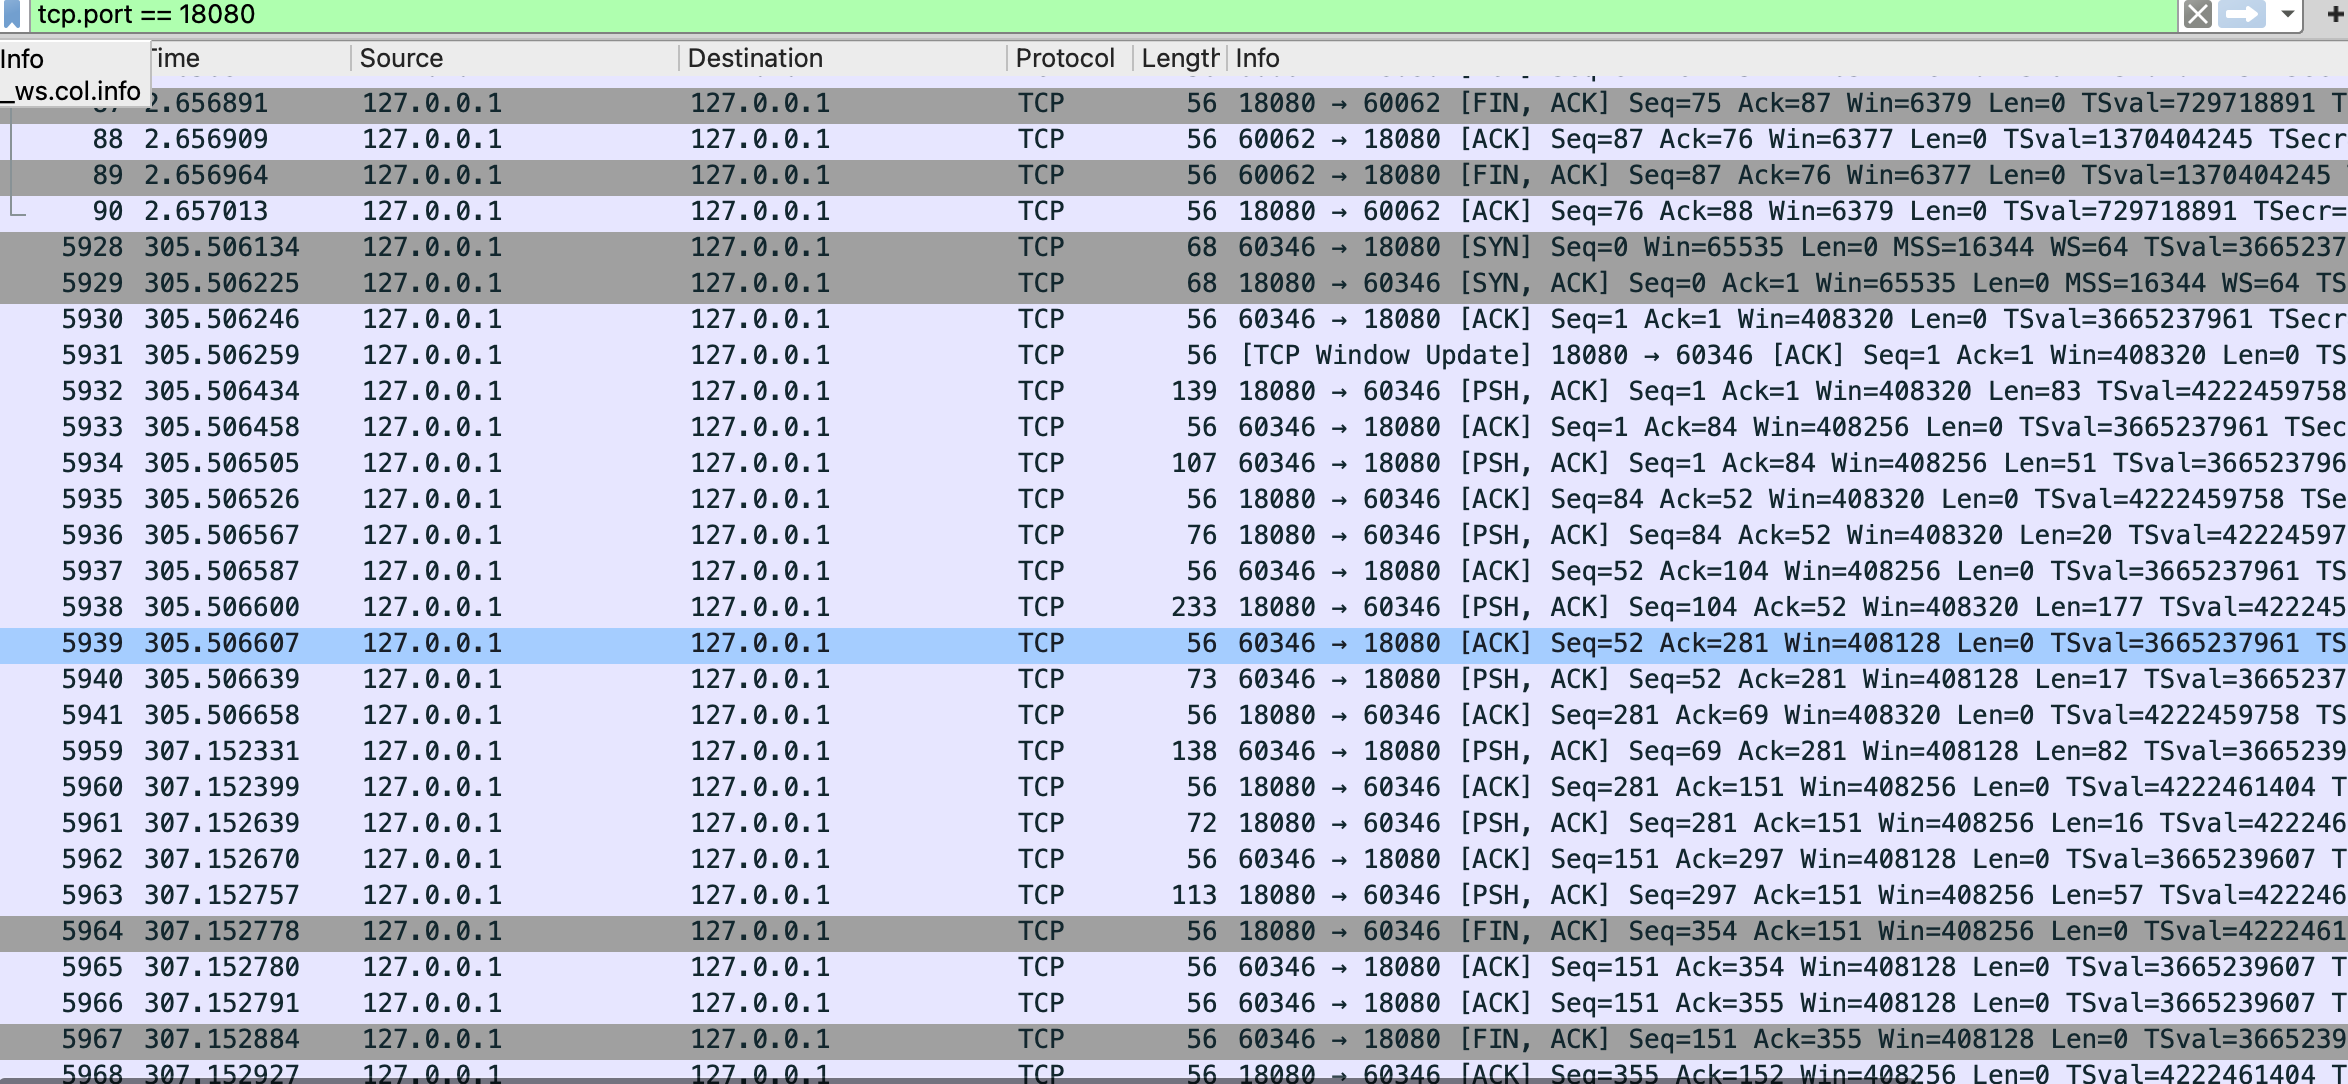 tcp.port == 18080
Info
_ws.col.info
Time Source Destination Protocol Length Info
87 2.656891 127.0.0.1 127.0.0.1 TCP 56 18080 → 60062 [FIN, ACK] Seq=75 Ack=87 Win=6379 Len=0 TSval=729718891 T
88 2.656909 127.0.0.1 127.0.0.1 TCP 56 60062 → 18080 [ACK] Seq=87 Ack=76 Win=6377 Len=0 TSval=1370404245 TSecr
89 2.656964 127.0.0.1 127.0.0.1 TCP 56 60062 → 18080 [FIN, ACK] Seq=87 Ack=76 Win=6377 Len=0 TSval=1370404245
90 2.657013 127.0.0.1 127.0.0.1 TCP 56 18080 → 60062 [ACK] Seq=76 Ack=88 Win=6379 Len=0 TSval=729718891 TSecr=
5928 305.506134 127.0.0.1 127.0.0.1 TCP 68 60346 → 18080 [SYN] Seq=0 Win=65535 Len=0 MSS=16344 WS=64 TSval=3665237
5929 305.506225 127.0.0.1 127.0.0.1 TCP 68 18080 → 60346 [SYN, ACK] Seq=0 Ack=1 Win=65535 Len=0 MSS=16344 WS=64 TS
5930 305.506246 127.0.0.1 127.0.0.1 TCP 56 60346 → 18080 [ACK] Seq=1 Ack=1 Win=408320 Len=0 TSval=3665237961 TSecr
5931 305.506259 127.0.0.1 127.0.0.1 TCP 56 [TCP Window Update] 18080 → 60346 [ACK] Seq=1 Ack=1 Win=408320 Len=0 TS
5932 305.506434 127.0.0.1 127.0.0.1 TCP 139 18080 → 60346 [PSH, ACK] Seq=1 Ack=1 Win=408320 Len=83 TSval=4222459758
5933 305.506458 127.0.0.1 127.0.0.1 TCP 56 60346 → 18080 [ACK] Seq=1 Ack=84 Win=408256 Len=0 TSval=3665237961 TSec
5934 305.506505 127.0.0.1 127.0.0.1 TCP 107 60346 → 18080 [PSH, ACK] Seq=1 Ack=84 Win=408256 Len=51 TSval=366523796
5935 305.506526 127.0.0.1 127.0.0.1 TCP 56 18080 → 60346 [ACK] Seq=84 Ack=52 Win=408320 Len=0 TSval=4222459758 TSe
5936 305.506567 127.0.0.1 127.0.0.1 TCP 76 18080 → 60346 [PSH, ACK] Seq=84 Ack=52 Win=408320 Len=20 TSval=42224597
5937 305.506587 127.0.0.1 127.0.0.1 TCP 56 60346 → 18080 [ACK] Seq=52 Ack=104 Win=408256 Len=0 TSval=3665237961 TS
5938 305.506600 127.0.0.1 127.0.0.1 TCP 233 18080 → 60346 [PSH, ACK] Seq=104 Ack=52 Win=408320 Len=177 TSval=422245
5939 305.506607 127.0.0.1 127.0.0.1 TCP 56 60346 → 18080 [ACK] Seq=52 Ack=281 Win=408128 Len=0 TSval=3665237961 TS
5940 305.506639 127.0.0.1 127.0.0.1 TCP 73 60346 → 18080 [PSH, ACK] Seq=52 Ack=281 Win=408128 Len=17 TSval=3665237
5941 305.506658 127.0.0.1 127.0.0.1 TCP 56 18080 → 60346 [ACK] Seq=281 Ack=69 Win=408320 Len=0 TSval=4222459758 TS
5959 307.152331 127.0.0.1 127.0.0.1 TCP 138 60346 → 18080 [PSH, ACK] Seq=69 Ack=281 Win=408128 Len=82 TSval=3665239
5960 307.152399 127.0.0.1 127.0.0.1 TCP 56 18080 → 60346 [ACK] Seq=281 Ack=151 Win=408256 Len=0 TSval=4222461404 T
5961 307.152639 127.0.0.1 127.0.0.1 TCP 72 18080 → 60346 [PSH, ACK] Seq=281 Ack=151 Win=408256 Len=16 TSval=422246
5962 307.152670 127.0.0.1 127.0.0.1 TCP 56 60346 → 18080 [ACK] Seq=151 Ack=297 Win=408128 Len=0 TSval=3665239607 T
5963 307.152757 127.0.0.1 127.0.0.1 TCP 113 18080 → 60346 [PSH, ACK] Seq=297 Ack=151 Win=408256 Len=57 TSval=422246
5964 307.152778 127.0.0.1 127.0.0.1 TCP 56 18080 → 60346 [FIN, ACK] Seq=354 Ack=151 Win=408256 Len=0 TSval=4222461
5965 307.152780 127.0.0.1 127.0.0.1 TCP 56 60346 → 18080 [ACK] Seq=151 Ack=354 Win=408128 Len=0 TSval=3665239607 T
5966 307.152791 127.0.0.1 127.0.0.1 TCP 56 60346 → 18080 [ACK] Seq=151 Ack=355 Win=408128 Len=0 TSval=3665239607 T
5967 307.152884 127.0.0.1 127.0.0.1 TCP 56 60346 → 18080 [FIN, ACK] Seq=151 Ack=355 Win=408128 Len=0 TSval=3665239
5968 307.152927 127.0.0.1 127.0.0.1 TCP 56 18080 → 60346 [ACK] Seq=355 Ack=152 Win=408256 Len=0 TSval=4222461404 T